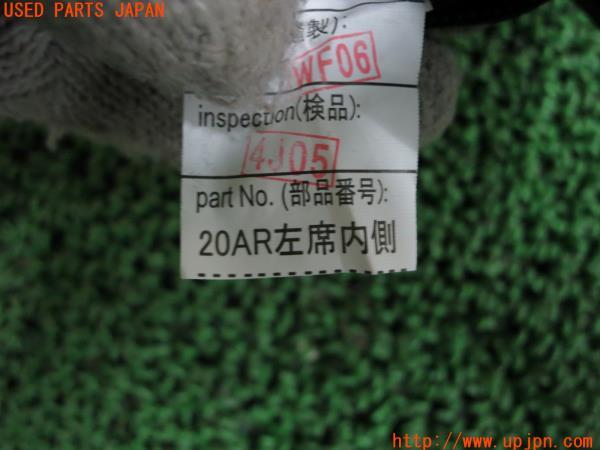 USED PARTS JAPAN
製):
WF06
inspection(検品):
4J05
part No. (部品番号):
20AR左席内側
http://www.upjpn.com/